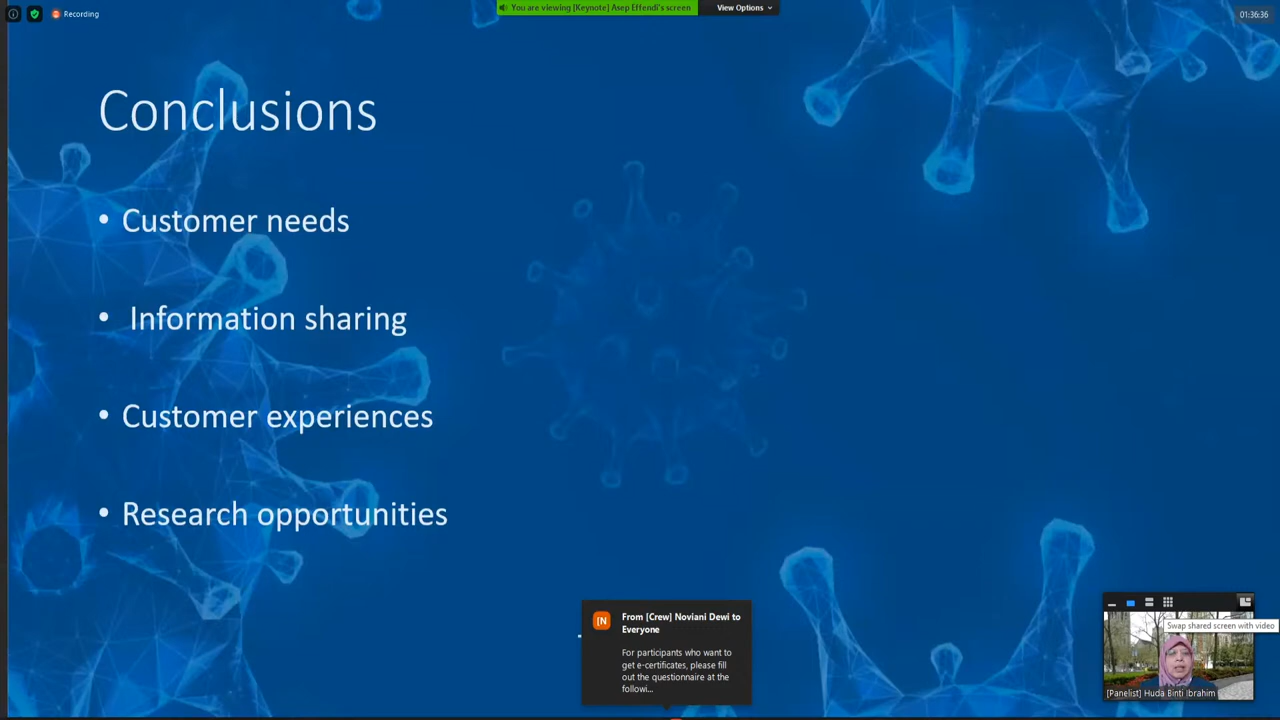 Recording
You are viewing [Keynote] Asep Effendi's screen
View Options
01:36:36
Conclusions
• Customer needs
• Information sharing
• Customer experiences
• Research opportunities
[N
From [Crew] Noviani Dewi to
Everyone
For participants who want to
get e-certificates, please fill
out the questionnaire at the
followi...
Swap shared screen with video
[Panelist] Huda Binti Ibrahim